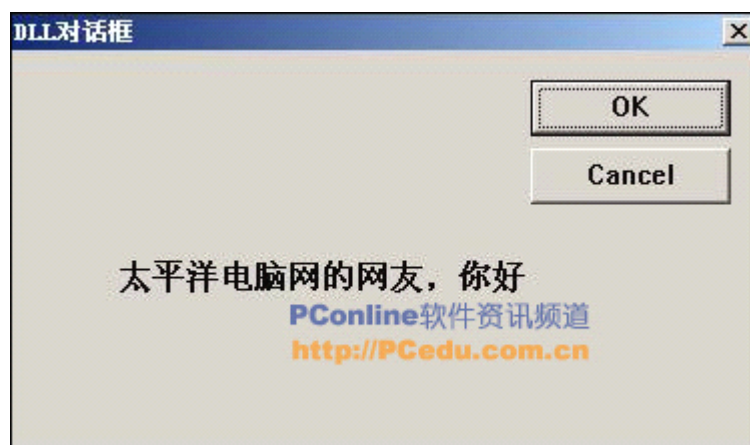 DLL对话框
OK
Cancel
太平洋电脑网的网友，你好
PConline软件资讯频道
http://PCedu.com.cn